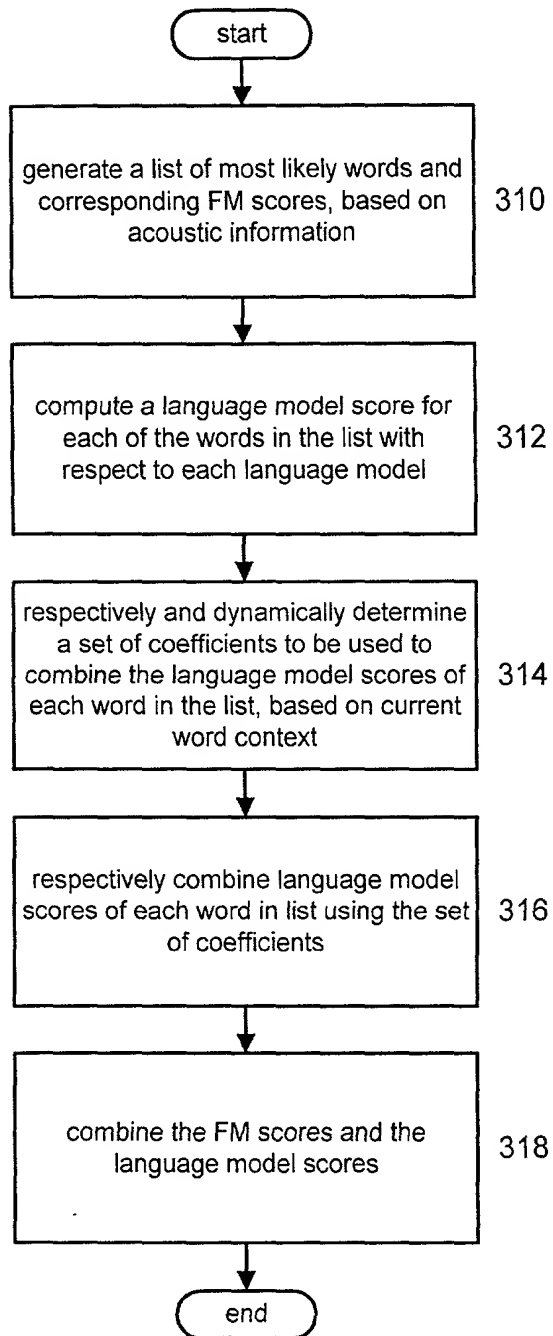 start
generate a list of most likely words and
corresponding FM scores, based on
acoustic information
310
compute a language model score for
each of the words in the list with
respect to each language model
312
respectively and dynamically determine
a set of coefficients to be used to
combine the language model scores of
each word in the list, based on current
word context
314
respectively combine language model
scores of each word in list using the set
of coefficients
316
combine the FM scores and the
language model scores
318
end